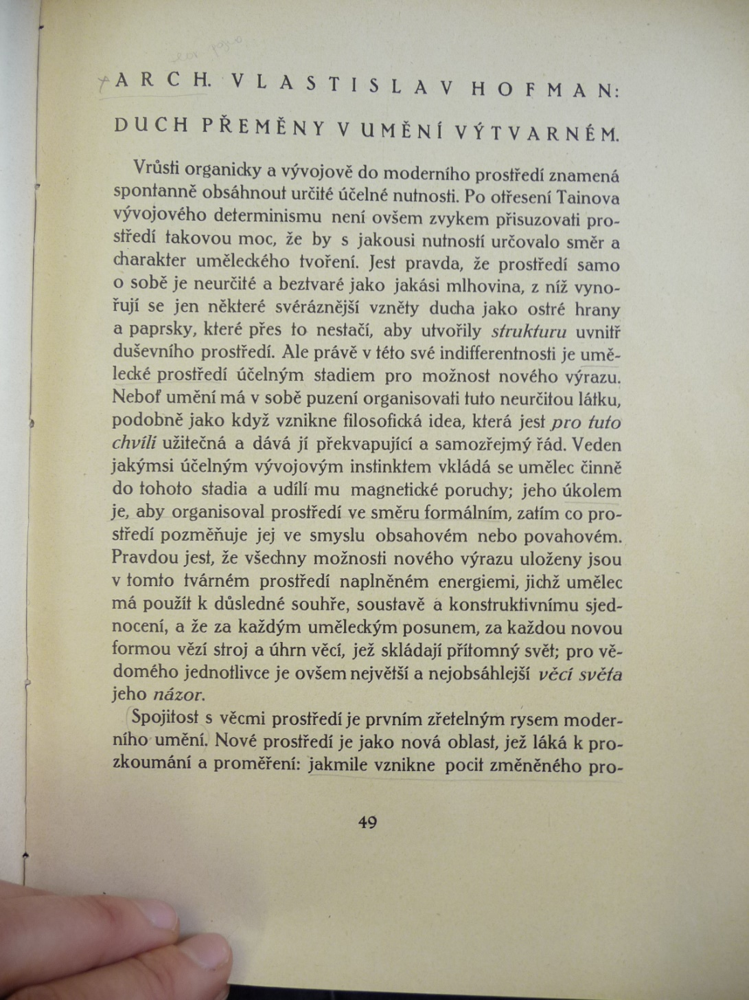 ARCH. VLASTISLAV HOFMAN:
DUCH PŘEMĚNY V UMĚNÍ VÝTVARNÉM.
Vrůsti organicky a vývojově do moderního prostředí znamená
spontanně obsáhnout určité účelné nutnosti. Po otřesení Tainova
vývojového determinismu není ovšem zvykem přisuzovati pro-
středí takovou moc, že by s jakousi nutností určovalo směr a
charakter uměleckého tvoření. Jest pravda, že prostředí samo
o sobě je neurčité a beztvaré jako jakási mlhovina, z níž vyno-
řují se jen některé svéráznější vzněty ducha jako ostré hrany
a paprsky, které přes to nestačí, aby utvořily strukturu uvnitř
duševního prostředí. Ale právě v této své indifferentnosti je umě-
lecké prostředí účelným stadiem pro možnost nového výrazu.
Neboť umění má v sobě puzení organisovati tuto neurčitou látku,
podobně jako když vznikne filosofická idea, která jest pro tuto
chvíli užitečná a dává jí překvapující a samozřejmý řád. Veden
jakýmsi účelným vývojovým instinktem vkládá se umělec činně
do tohoto stadia a udílí mu magnetické poruchy; jeho úkolem
je, aby organisoval prostředí ve směru formálním, zatím co pro-
středí pozměňuje jej ve smyslu obsahovém nebo povahovém.
Pravdou jest, že všechny možnosti nového výrazu uloženy jsou
v tomto tvárném prostředí naplněném energiemi, jichž umělec
má použít k důsledné souhře, soustavě a konstruktivnímu sjed-
nocení, a že za každým uměleckým posunem, za každou novou
formou vězí stroj a úhrn věcí, jež skládají přítomný svět; pro vě-
domého jednotlivce je ovšem největší a nejobsáhlejší věcí světa
jeho názor.
Spojitost s věcmi prostředí je prvním zřetelným rysem moder-
ního umění. Nové prostředí je jako nová oblast, jež láká k pro-
zkoumání a proměření: jakmile vznikne pocit změněného pro-
49